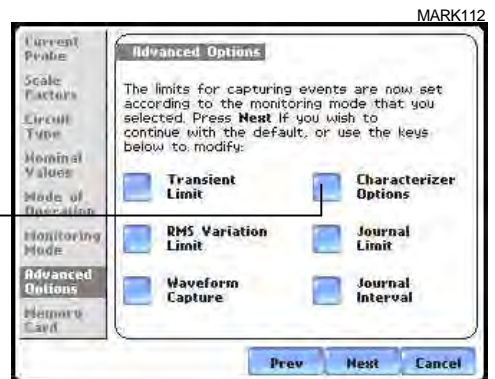 MARK112
Current
Probe
Scale
Factors
Circuit
Type
Nominal
Values
Mode of
Operation
Monitoring
Mode
Advanced
Options
Memory
Card
Advanced Options
The limits for capturing events are now set
according to the monitoring mode that you
selected. Press Next If you wish to
continue with the default, or use the keys
below to modify:
Transient
Limit
Characterizer
Options
RMS Variation
Limit
Journal
Limit
Waveform
Capture
Journal
Interval
Prev
Next
Cancel